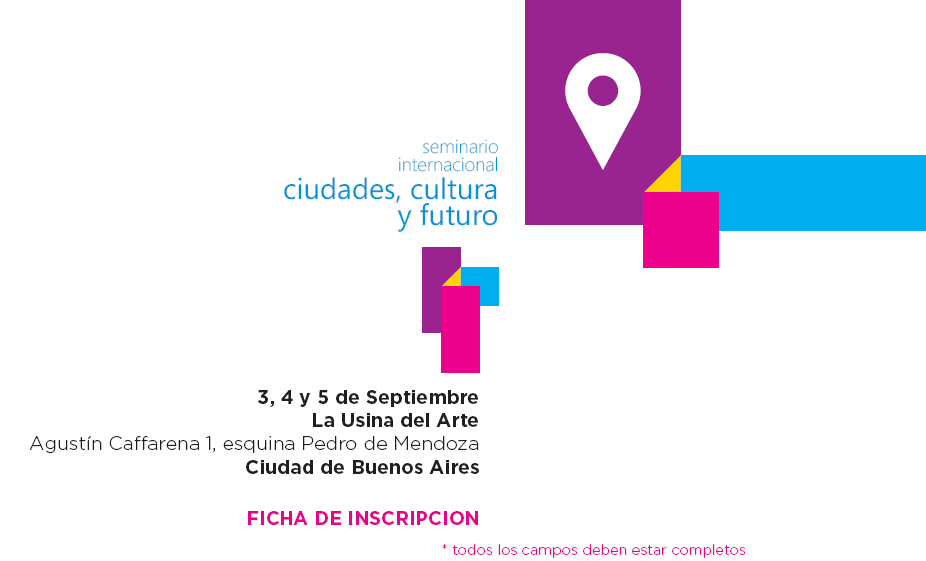 seminario
internacional
ciudades, cultura
y futuro
3, 4 y 5 de Septiembre
La Usina del Arte
Agustín Caffarena 1, esquina Pedro de Mendoza
Ciudad de Buenos Aires
FICHA DE INSCRIPCION
* todos los campos deben estar completos